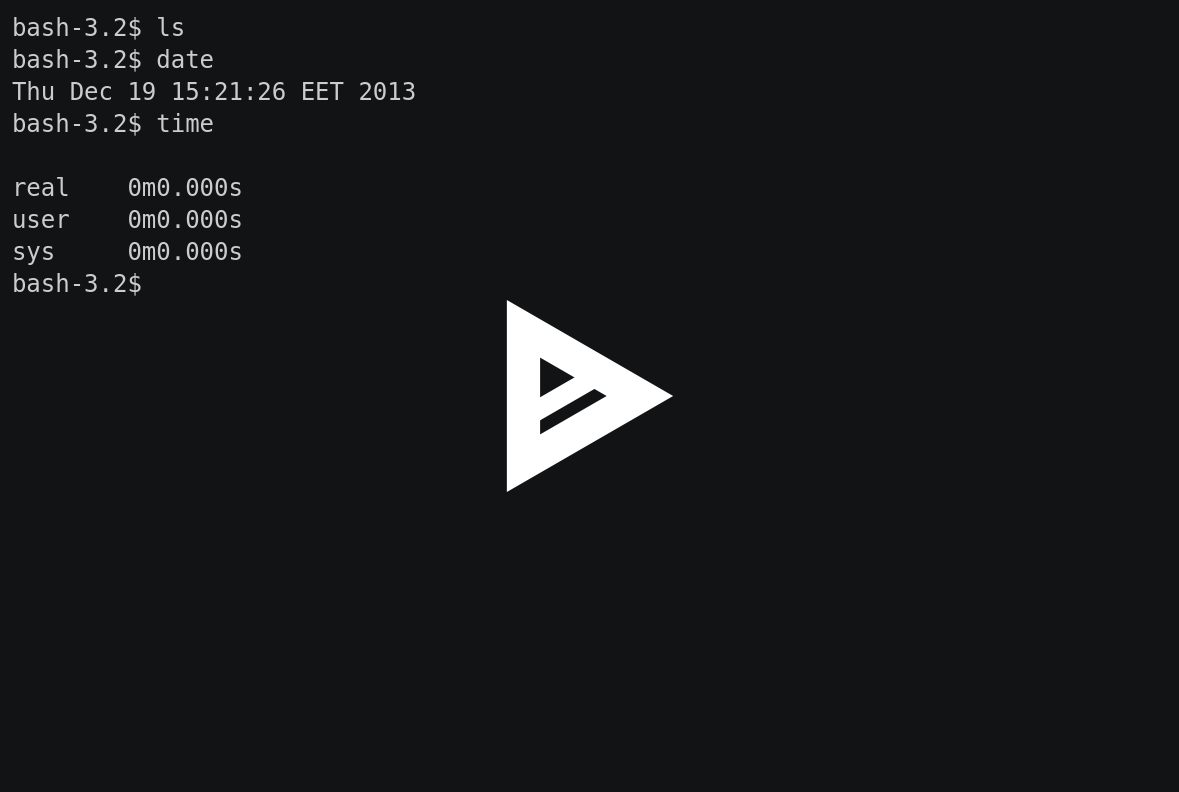 bash-3.2$ ls
bash-3.2$ date
Thu Dec 19 15:21:26 EET 2013
bash-3.2$ time

real    0m0.000s
user    0m0.000s
sys     0m0.000s
bash-3.2$